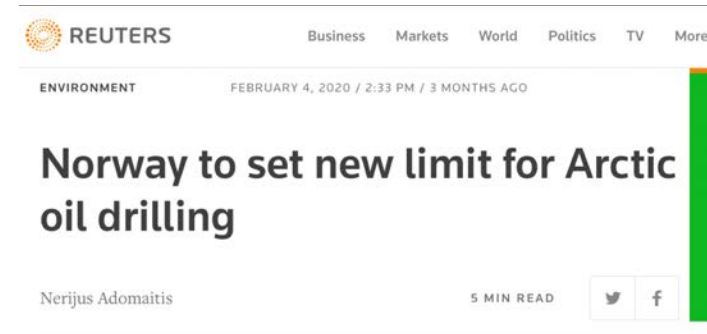 REUTERS Business Markets World Politics TV More
ENVIRONMENT FEBRUARY 4, 2020 / 2:33 PM / 3 MONTHS AGO
Norway to set new limit for Arctic
oil drilling
Nerijus Adomaitis 5 MIN READ